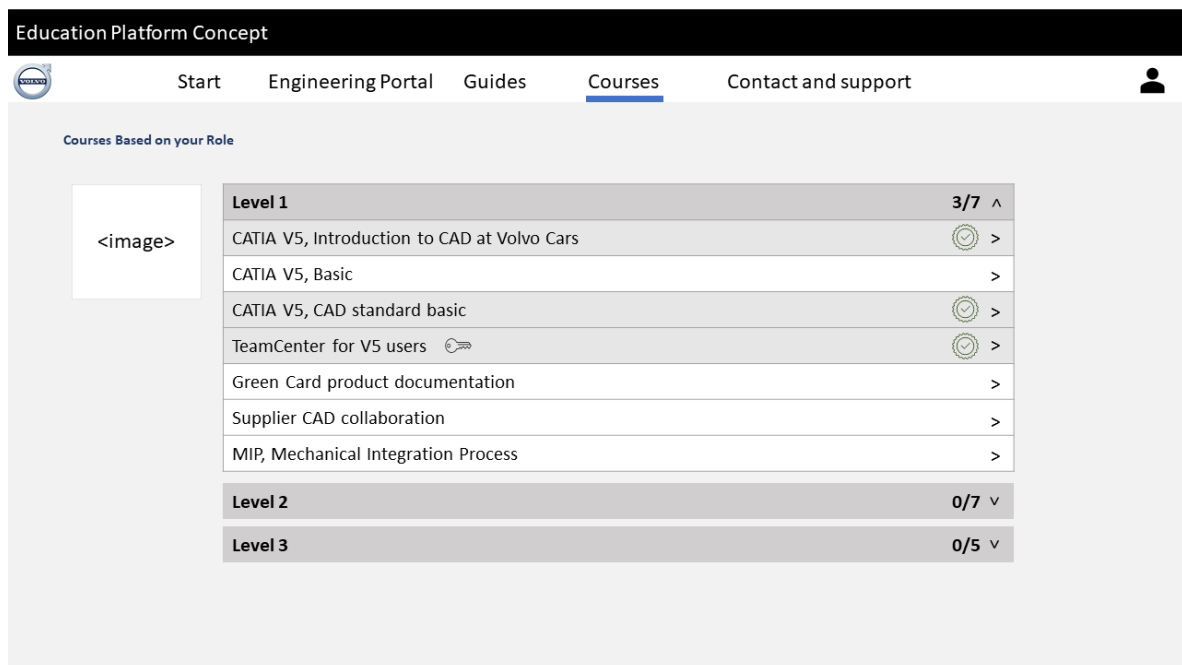 Education Platform Concept
VOLVO Start Engineering Portal Guides Courses Contact and support
Courses Based on your Role
<image>
Level 1 3/7 ˄
CATIA V5, Introduction to CAD at Volvo Cars >
CATIA V5, Basic >
CATIA V5, CAD standard basic >
TeamCenter for V5 users >
Green Card product documentation >
Supplier CAD collaboration >
MIP, Mechanical Integration Process >
Level 2 0/7 ˅
Level 3 0/5 ˅